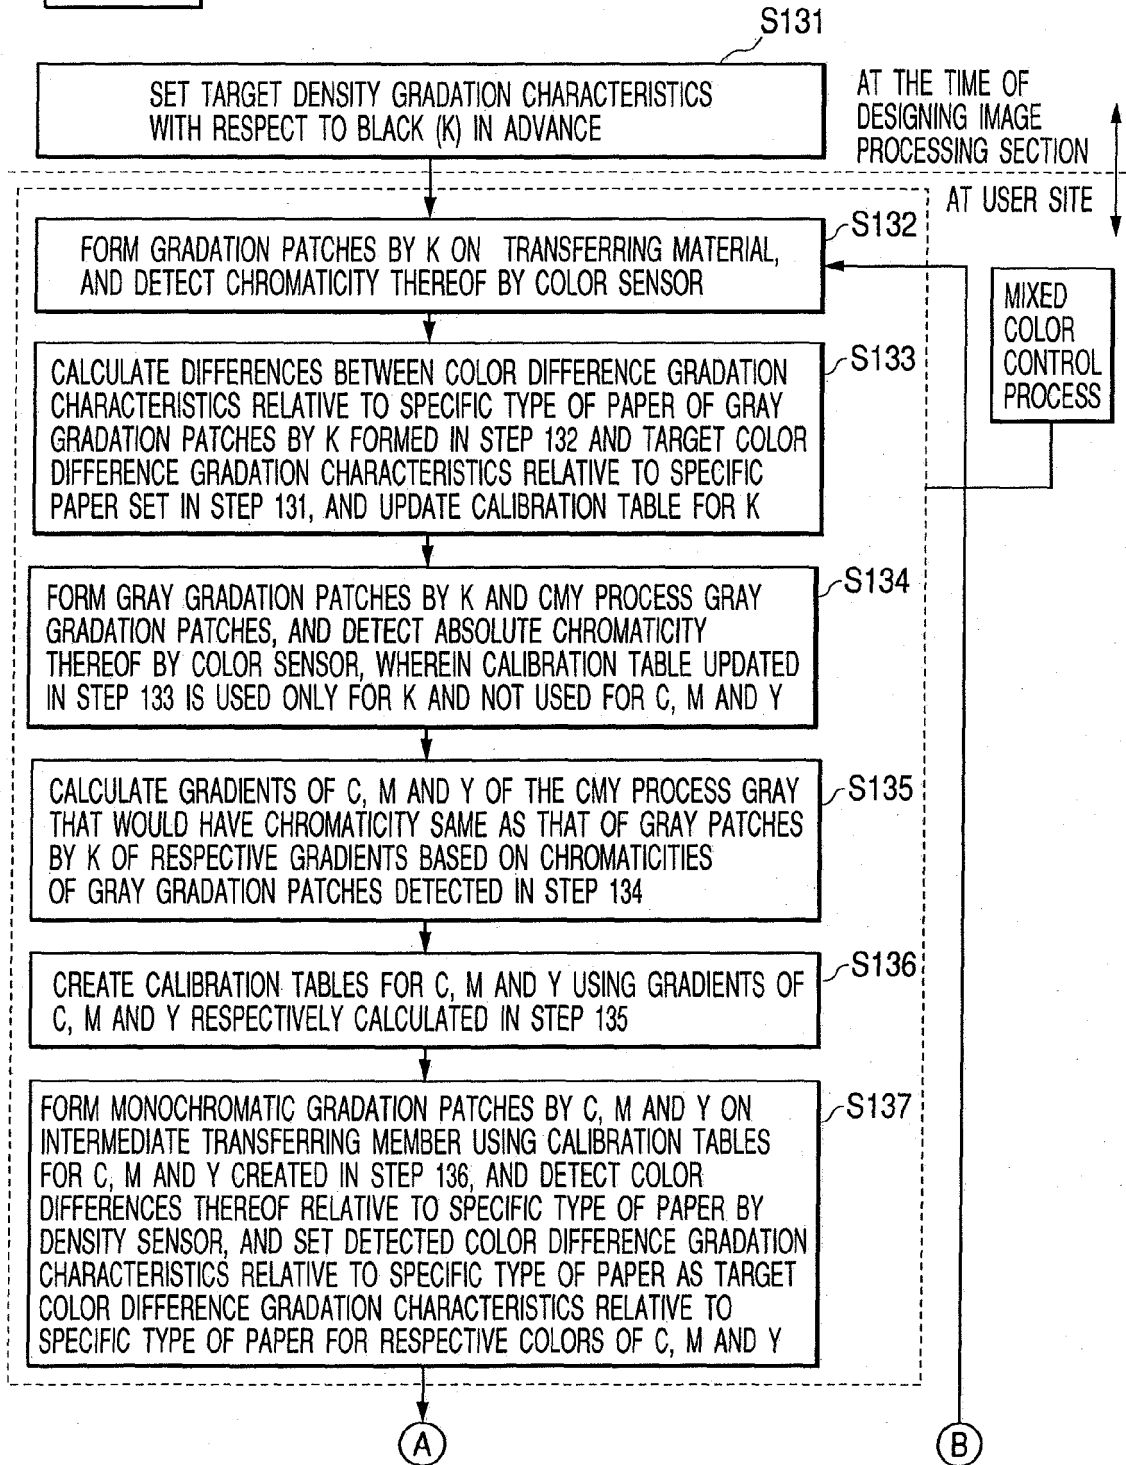 S131
SET TARGET DENSITY GRADATION CHARACTERISTICS
WITH RESPECT TO BLACK (K) IN ADVANCE
AT THE TIME OF
DESIGNING IMAGE
PROCESSING SECTION
AT USER SITE
S132
FORM GRADATION PATCHES BY K ON TRANSFERRING MATERIAL,
AND DETECT CHROMATICITY THEREOF BY COLOR SENSOR
MIXED
COLOR
CONTROL
PROCESS
S133
CALCULATE DIFFERENCES BETWEEN COLOR DIFFERENCE GRADATION
CHARACTERISTICS RELATIVE TO SPECIFIC TYPE OF PAPER OF GRAY
GRADATION PATCHES BY K FORMED IN STEP 132 AND TARGET COLOR
DIFFERENCE GRADATION CHARACTERISTICS RELATIVE TO SPECIFIC
PAPER SET IN STEP 131, AND UPDATE CALIBRATION TABLE FOR K
S134
FORM GRAY GRADATION PATCHES BY K AND CMY PROCESS GRAY
GRADATION PATCHES, AND DETECT ABSOLUTE CHROMATICITY
THEREOF BY COLOR SENSOR, WHEREIN CALIBRATION TABLE UPDATED
IN STEP 133 IS USED ONLY FOR K AND NOT USED FOR C, M AND Y
S135
CALCULATE GRADIENTS OF C, M AND Y OF THE CMY PROCESS GRAY
THAT WOULD HAVE CHROMATICITY SAME AS THAT OF GRAY PATCHES
BY K OF RESPECTIVE GRADIENTS BASED ON CHROMATICITIES
OF GRAY GRADATION PATCHES DETECTED IN STEP 134
S136
CREATE CALIBRATION TABLES FOR C, M AND Y USING GRADIENTS OF
C, M AND Y RESPECTIVELY CALCULATED IN STEP 135
S137
FORM MONOCHROMATIC GRADATION PATCHES BY C, M AND Y ON
INTERMEDIATE TRANSFERRING MEMBER USING CALIBRATION TABLES
FOR C, M AND Y CREATED IN STEP 136, AND DETECT COLOR
DIFFERENCES THEREOF RELATIVE TO SPECIFIC TYPE OF PAPER BY
DENSITY SENSOR, AND SET DETECTED COLOR DIFFERENCE GRADATION
CHARACTERISTICS RELATIVE TO SPECIFIC TYPE OF PAPER AS TARGET
COLOR DIFFERENCE GRADATION CHARACTERISTICS RELATIVE TO
SPECIFIC TYPE OF PAPER FOR RESPECTIVE COLORS OF C, M AND Y
A
B